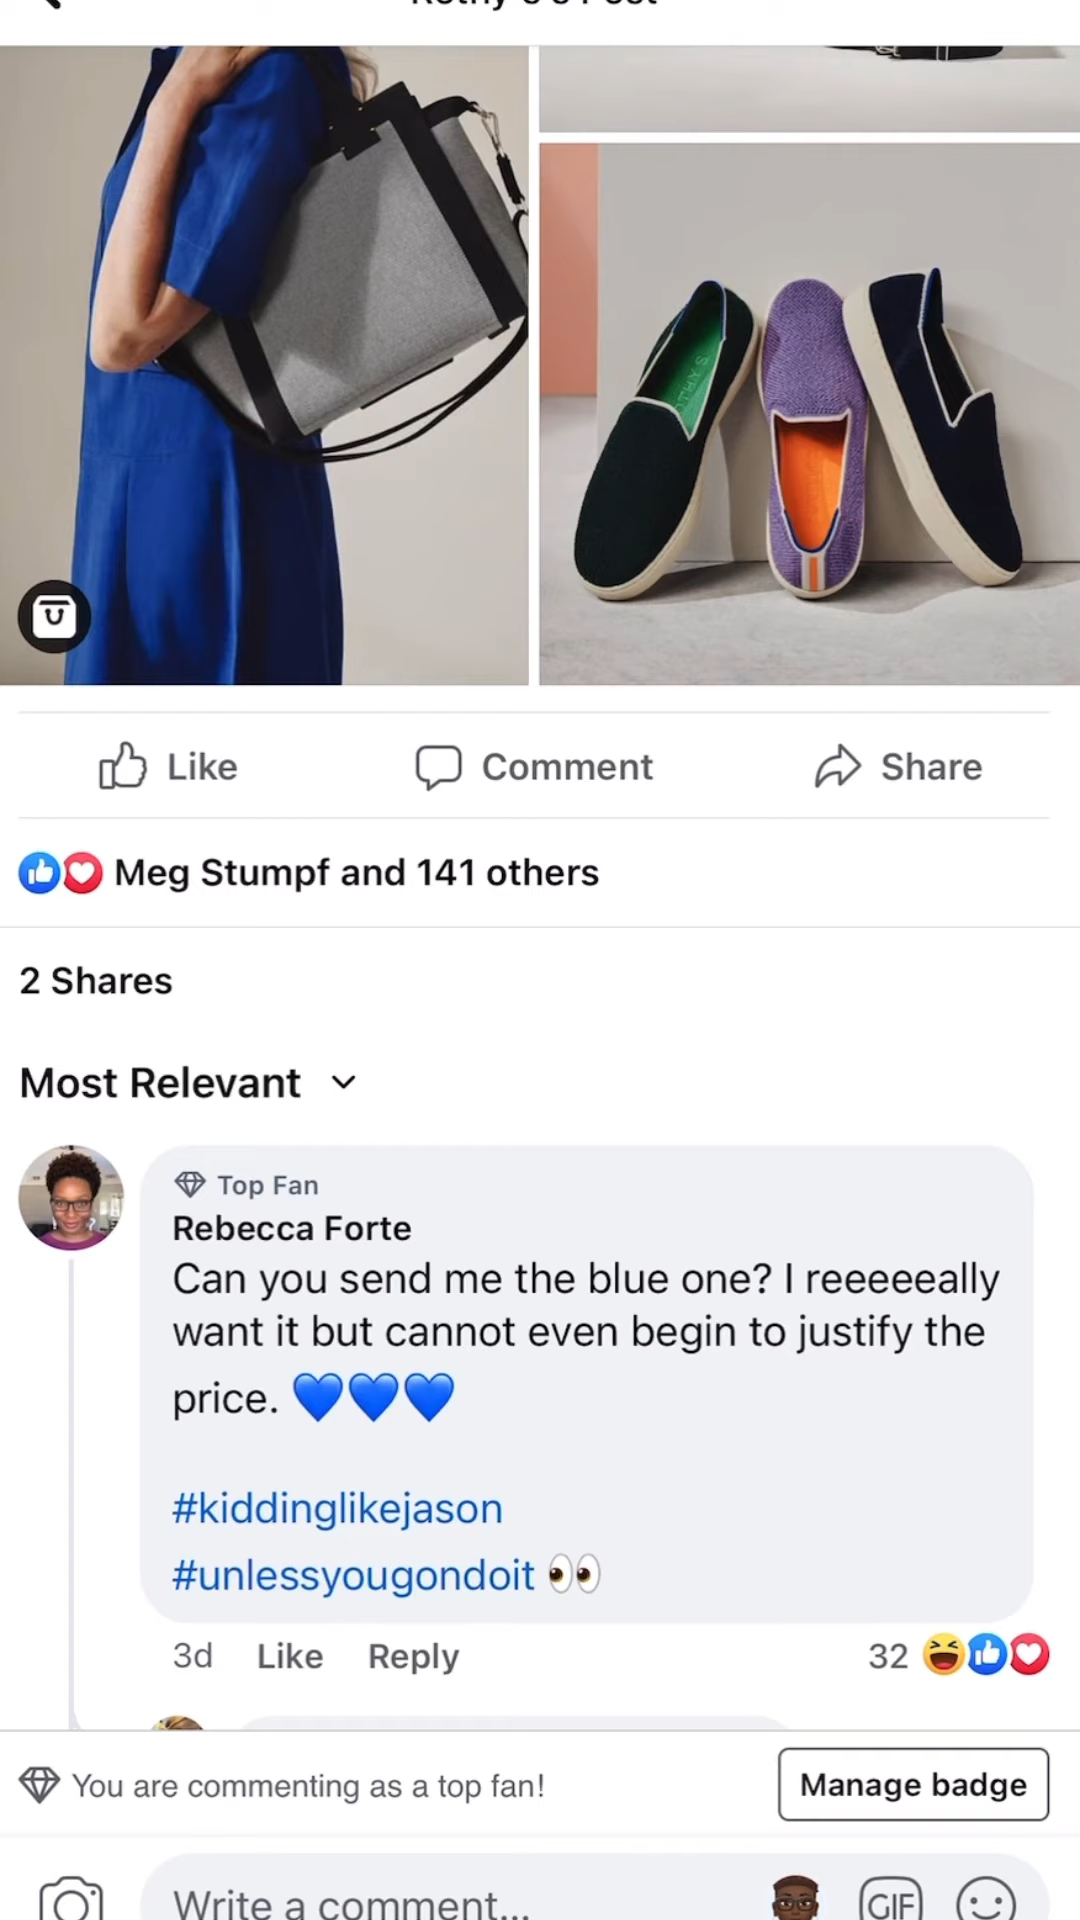 Like
Comment
Share
Meg Stumpf and 141 others
2 Shares
Most Relevant
Top Fan
Rebecca Forte
Can you send me the blue one? I reeeeeally
want it but cannot even begin to justify the
price. 💙💙💙
#kiddinglikejason
#unlessyougondoit 👀
3d Like Reply 32
You are commenting as a top fan!
Manage badge
Write a comment...
GIF